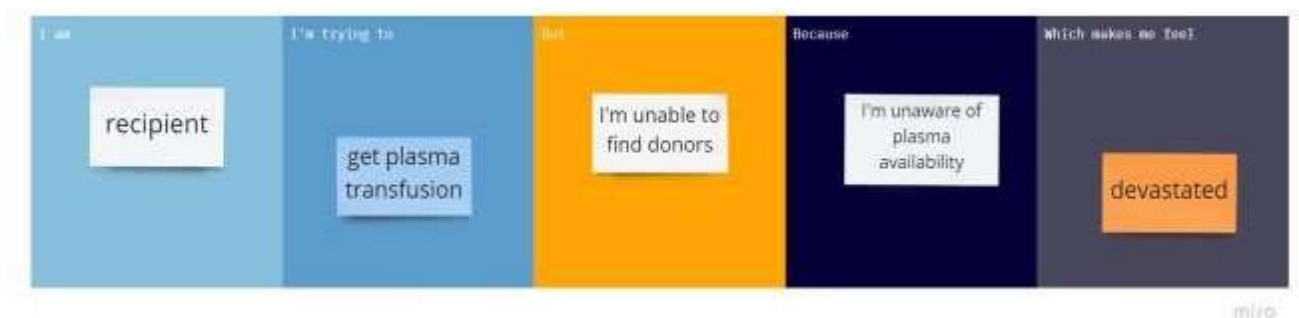 I am
recipient
I'm trying to
get plasma
transfusion
But
I'm unable to
find donors
Because
I'm unaware of
plasma
availability
Which makes me feel
devastated
miro